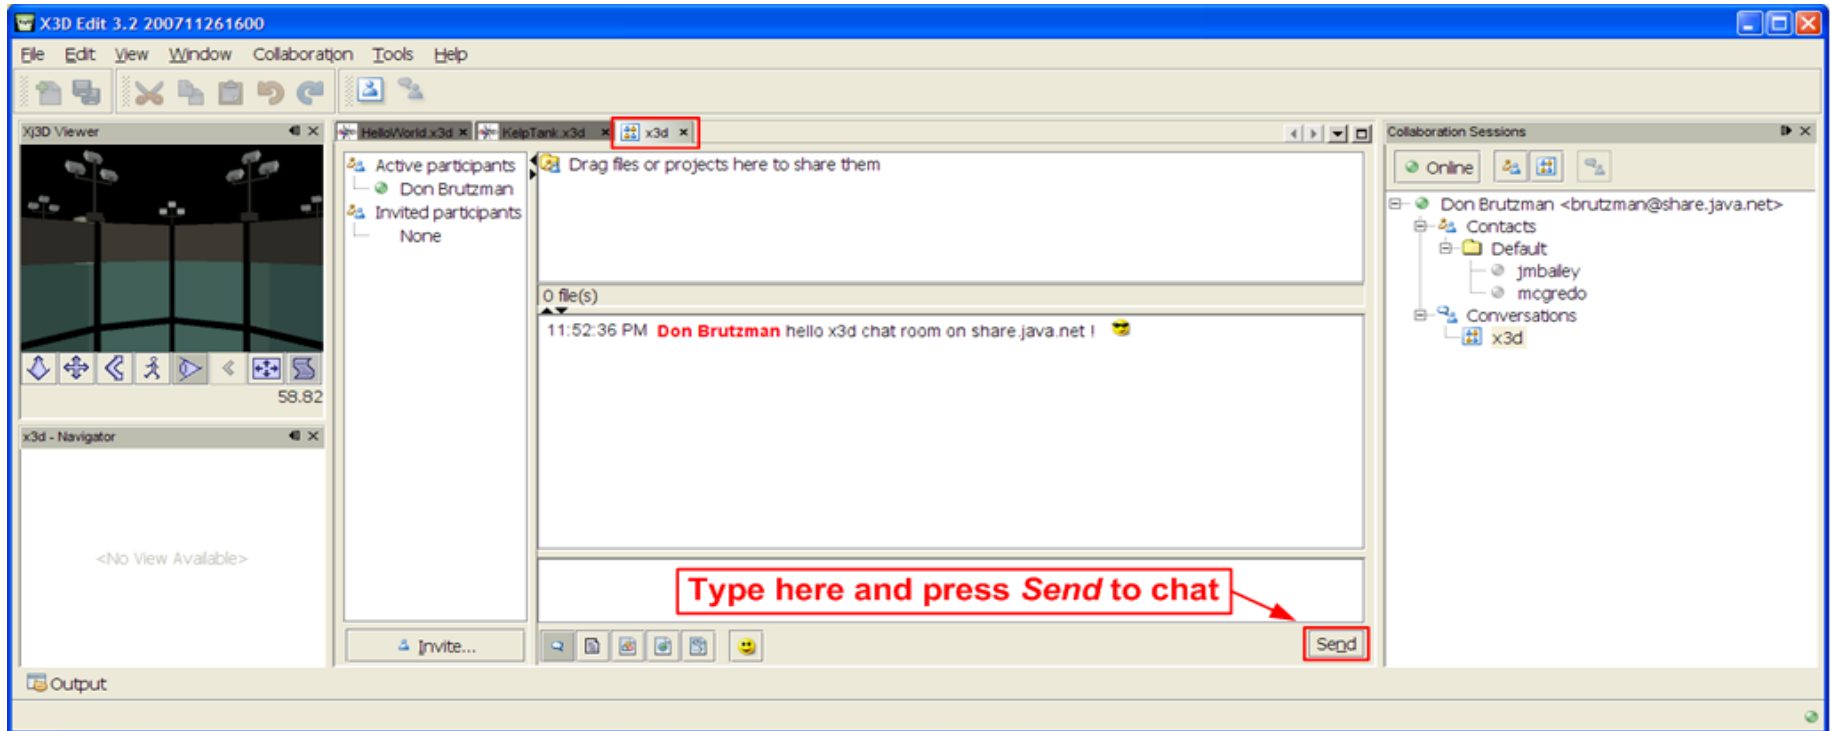 X3D Edit 3.2 200711261600
File Edit View Window Collaboration Tools Help
Xj3D Viewer
58.82
x3d - Navigator
<No View Available>
HelloWorld.x3d
KelpTank.x3d
x3d
Active participants
Don Brutzman
Invited participants
None
Invite...
Drag files or projects here to share them
0 file(s)
11:52:36 PM Don Brutzman hello x3d chat room on share.java.net !
Type here and press Send to chat
Send
Collaboration Sessions
Online
Don Brutzman <brutzman@share.java.net>
Contacts
Default
jmbailey
mcgredo
Conversations
x3d
Output